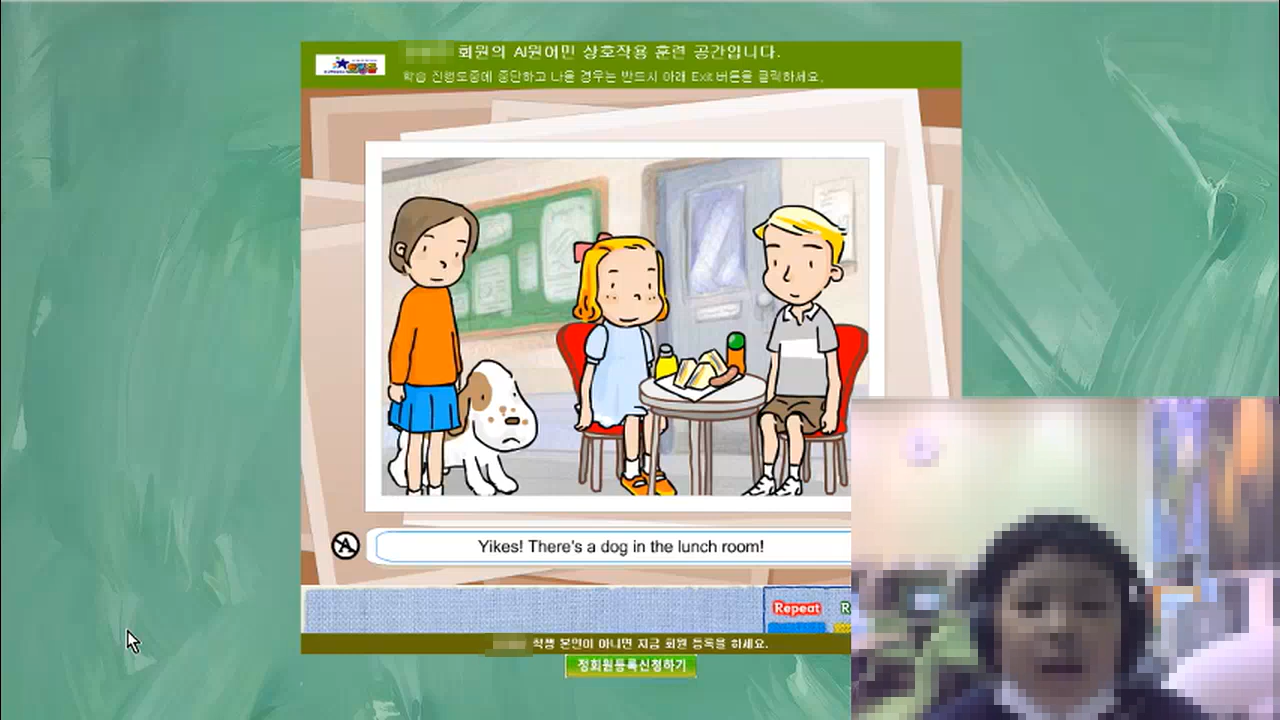 회원의 AI원어민 상호작용 훈련 공간입니다.
학습 진행도중에 중단하고 나올 경우는 반드시 아래 Exit 버튼을 클릭하세요.
Yikes! There's a dog in the lunch room!
Repeat
R
학생 본인이 아니면 지금 회원 등록을 하세요.
정회원등록신청하기